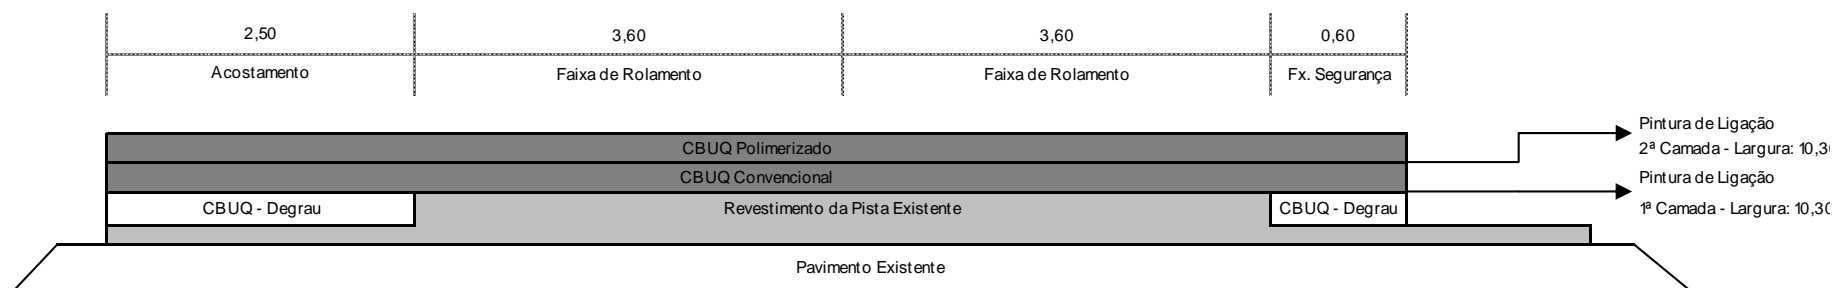 2,50
3,60
3,60
0,60
Acostamento
Faixa de Rolamento
Faixa de Rolamento
Fx. Segurança
Pintura de Ligação
2ª Camada - Largura: 10,30
CBUQ Polimerizado
CBUQ Convencional
Pintura de Ligação
1ª Camada - Largura: 10,30
CBUQ - Degrau
Revestimento da Pista Existente
CBUQ - Degrau
Pavimento Existente